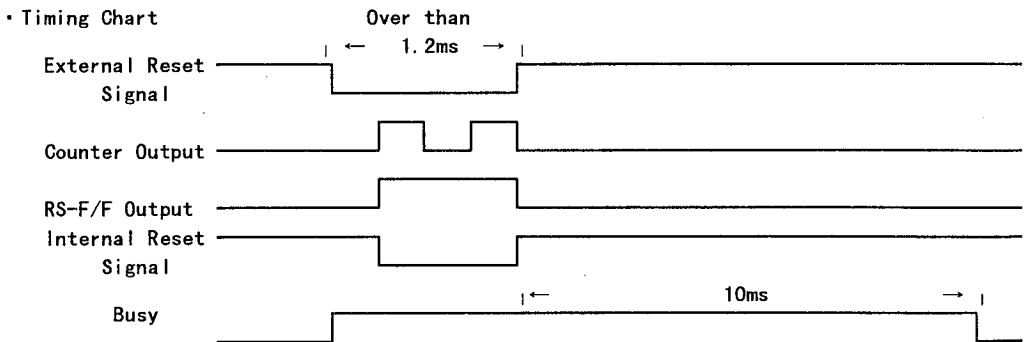 ・Timing Chart
Over than
1.2ms
External Reset
Signal
Counter Output
RS-F/F Output
Internal Reset
Signal
10ms
Busy